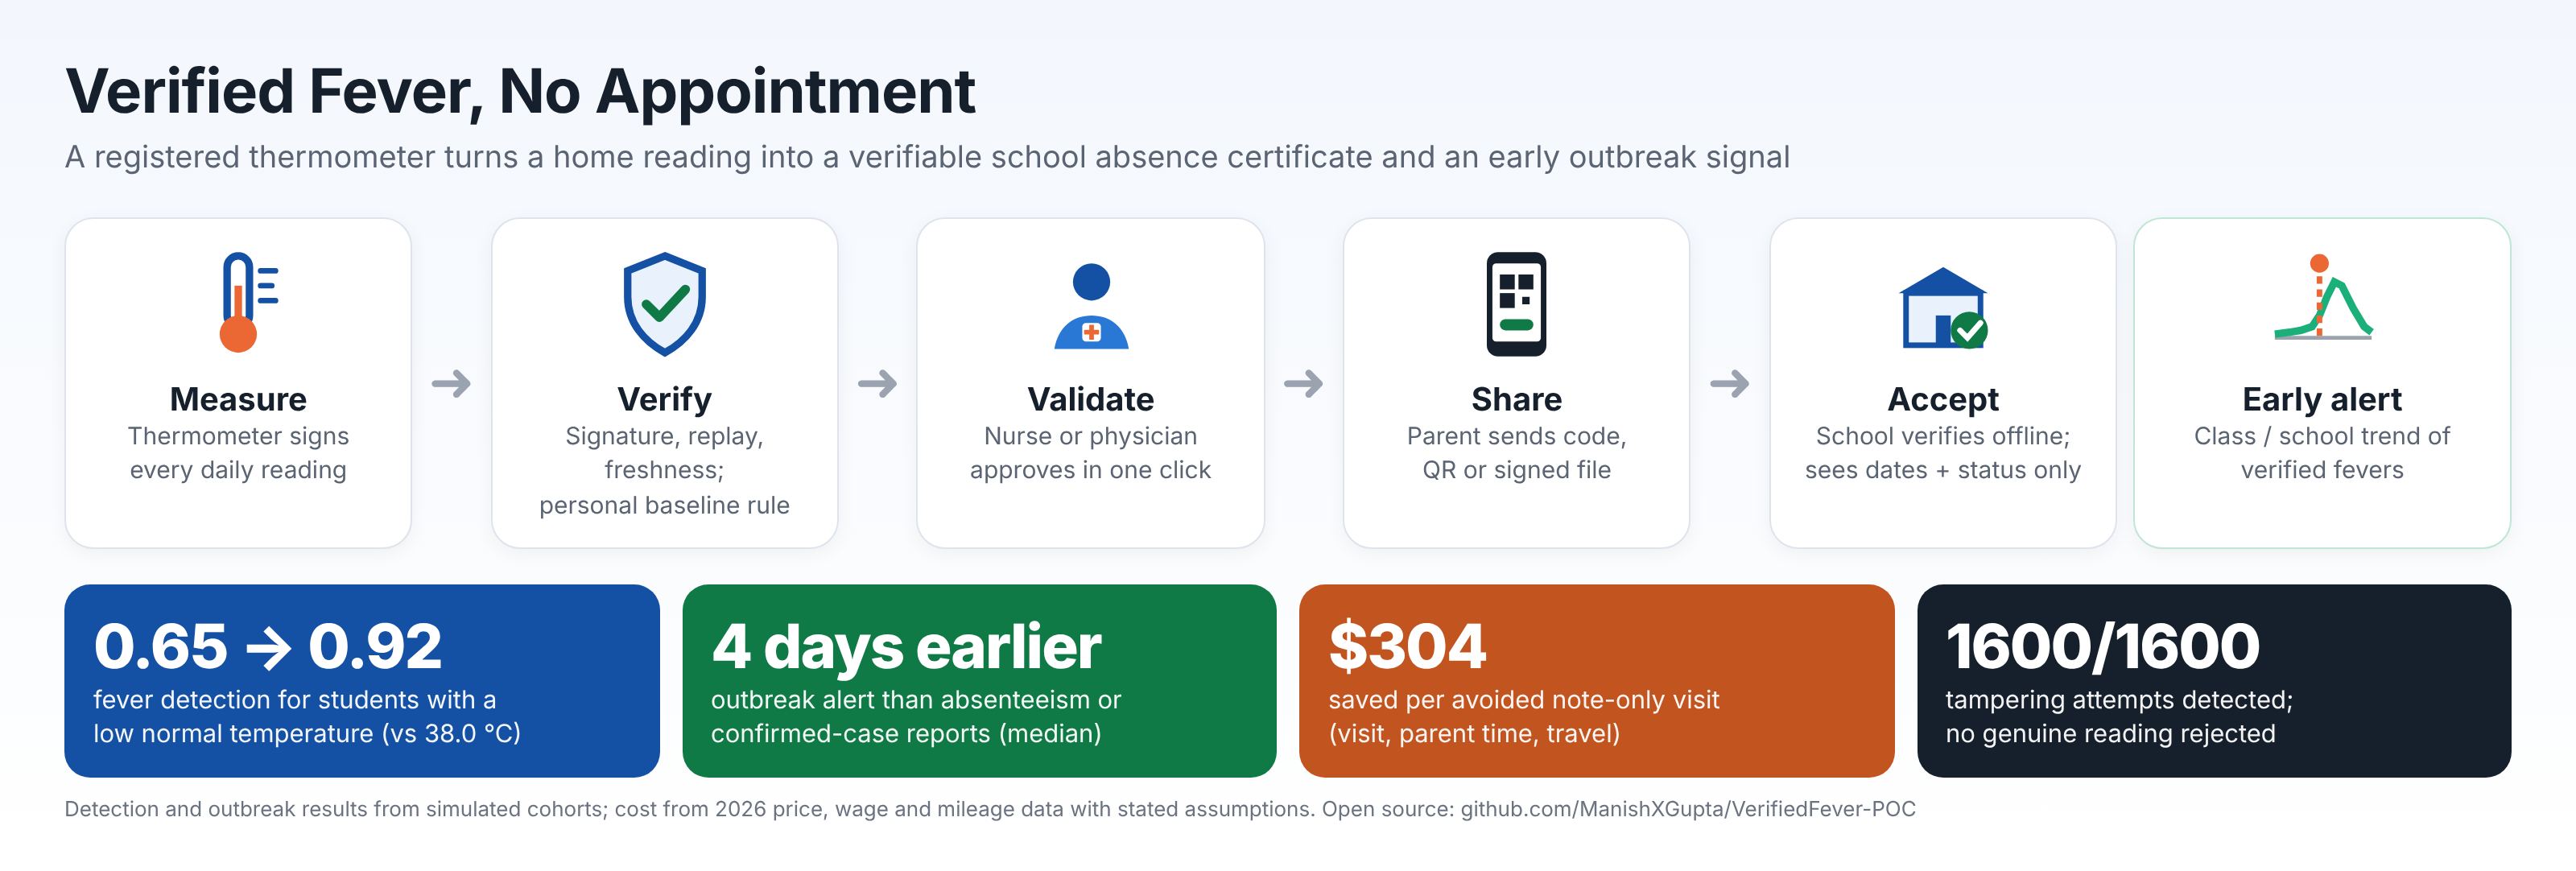 Verified Fever, No Appointment
A registered thermometer turns a home reading into a verifiable school absence certificate and an early outbreak signal
Measure
Thermometer signs
every daily reading
Verify
Signature, replay,
freshness;
personal baseline rule
Validate
Nurse or physician
approves in one click
Share
Parent sends code,
QR or signed file
Accept
School verifies offline;
sees dates + status only
Early alert
Class / school trend of
verified fevers
0.65 → 0.92
fever detection for students with a
low normal temperature (vs 38.0 °C)
4 days earlier
outbreak alert than absenteeism or
confirmed-case reports (median)
$304
saved per avoided note-only visit
(visit, parent time, travel)
1600/1600
tampering attempts detected;
no genuine reading rejected
Detection and outbreak results from simulated cohorts; cost from 2026 price, wage and mileage data with stated assumptions. Open source: github.com/ManishXGupta/VerifiedFever-POC